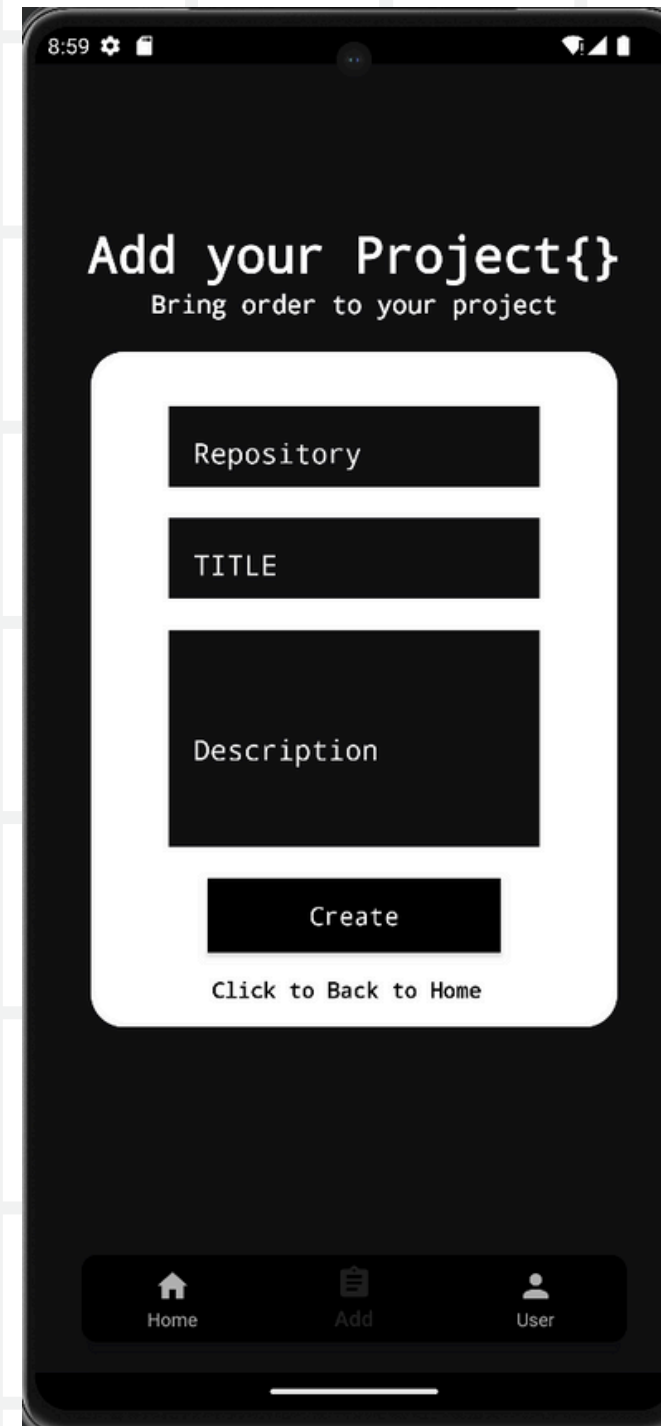 8:59
Add your Project{}
Bring order to your project
Repository
TITLE
Description
Create
Click to Back to Home
Home
Add
User